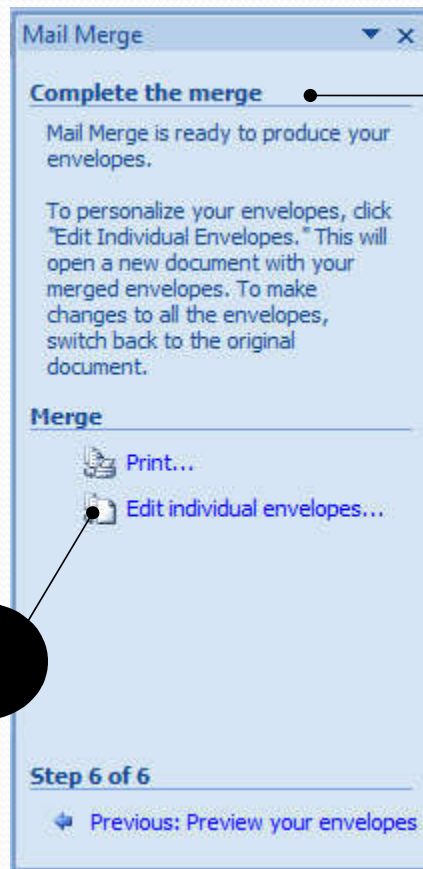 Mail Merge
Complete the merge
Mail Merge is ready to produce your
envelopes.
To personalize your envelopes, click
"Edit Individual Envelopes." This will
open a new document with your
merged envelopes. To make
changes to all the envelopes,
switch back to the original
document.
Merge
Print...
Edit individual envelopes...
Step 6 of 6
Previous: Preview your envelopes